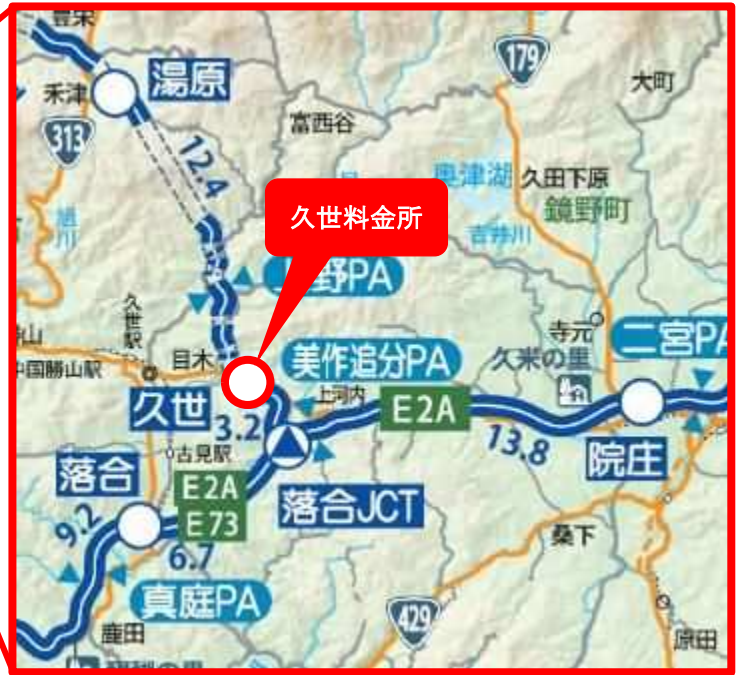 豊栄
179
湯原
大町
禾津
富西谷
313
12.4
奥津湖
久田下原
鏡野町
久世料金所
旭川
吉井川
野PA
久世駅
寺元
二宮PA
山
目木
美作追分PA
久米の里
中国勝山駅
上河内
久世
E2A
3.2
13.8
古見駅
院庄
落合
E2A
落合JCT
9.2
E73
6.7
桑下
真庭PA
429
鹿田
原田